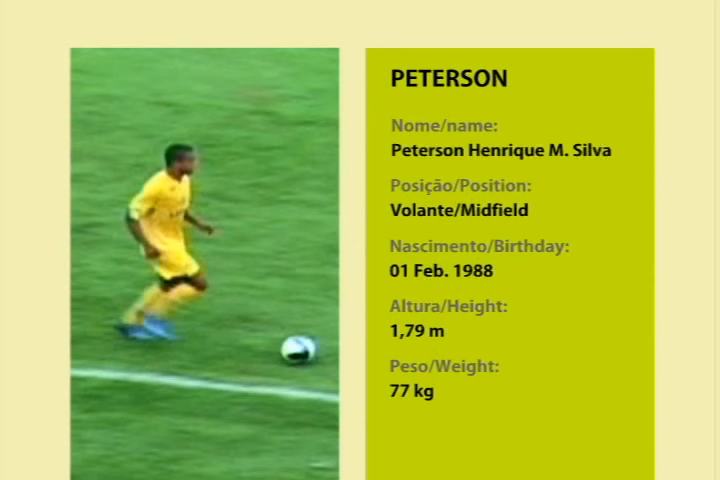 PETERSON
Nome/name:
Peterson Henrique M. Silva
Posição/Position:
Volante/Midfield
Nascimento/Birthday:
01 Feb. 1988
Altura/Height:
1,79 m
Peso/Weight:
77 kg